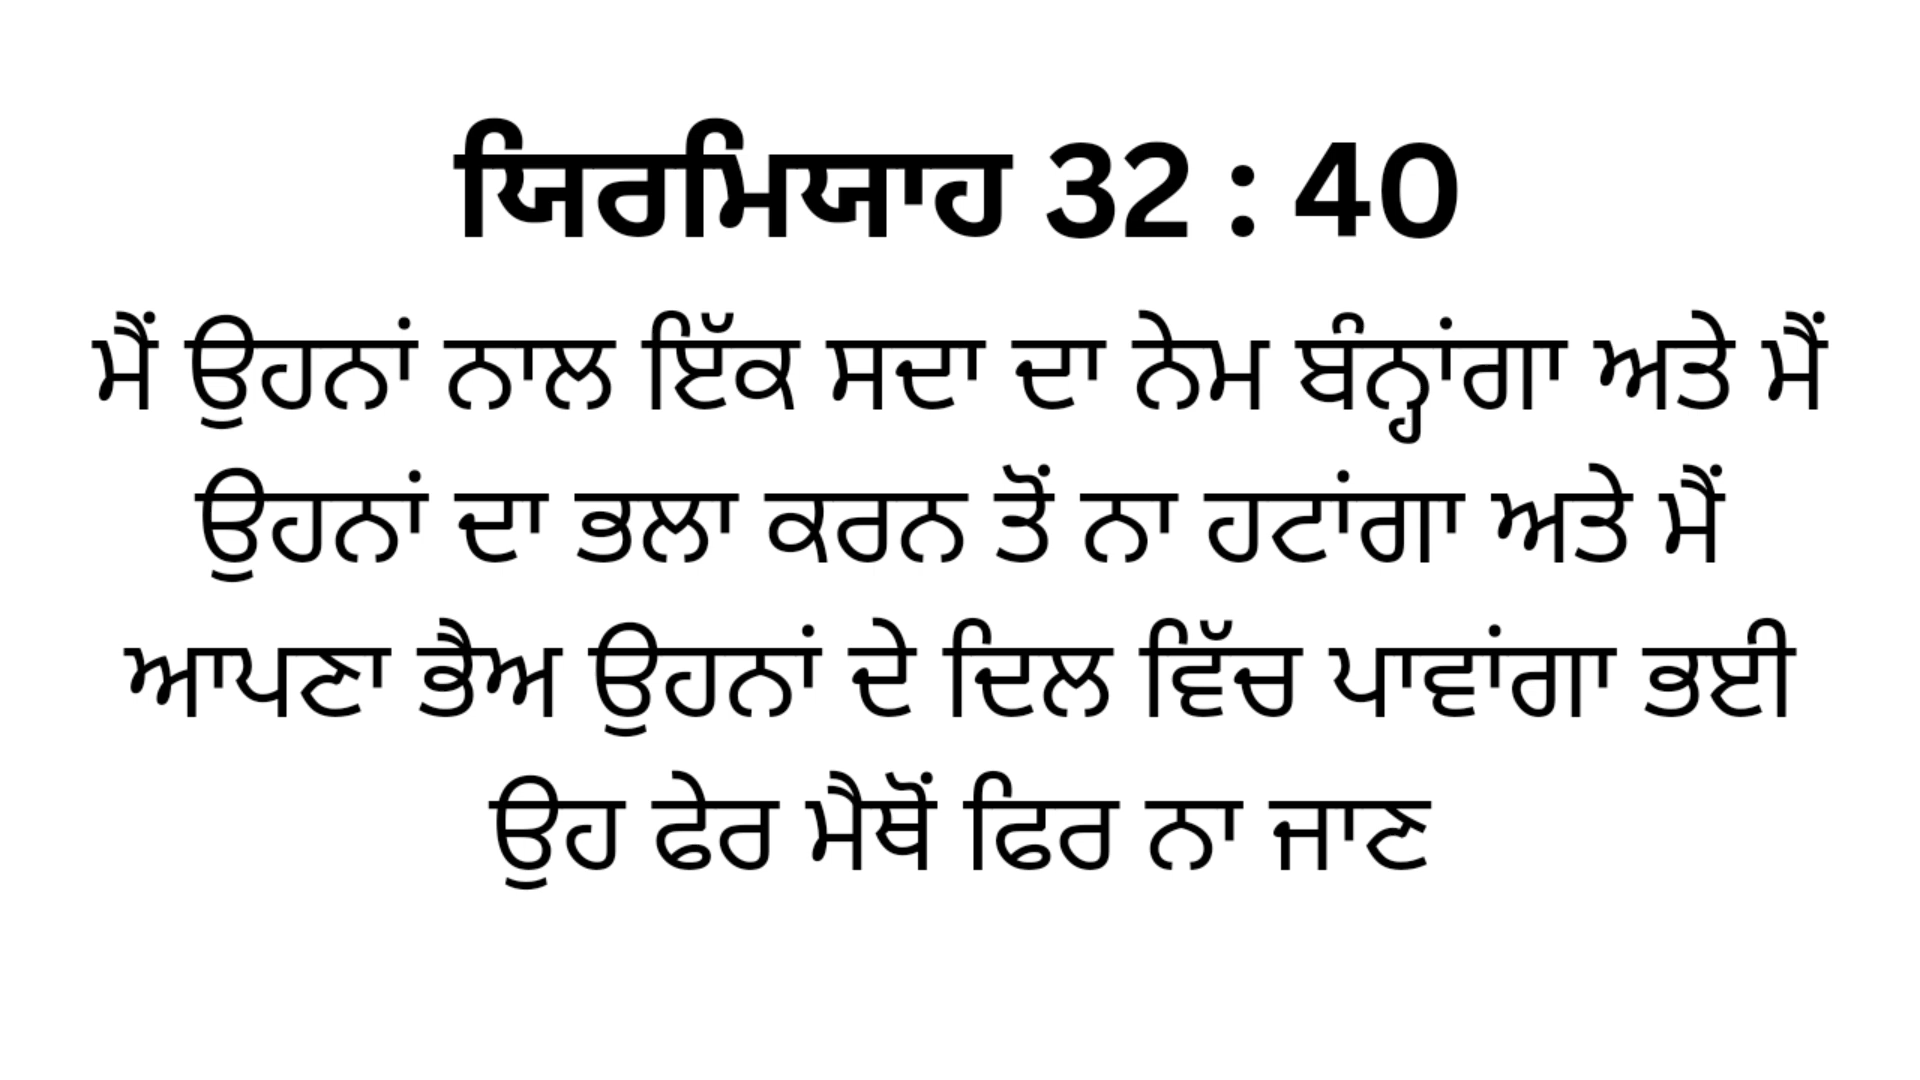 ਯਿਰਮਿਯਾਹ 32 : 40
ਮੈਂ ਉਹਨਾਂ ਨਾਲ ਇੱਕ ਸਦਾ ਦਾ ਨੇਮ ਬੰਨ੍ਹਾਂਗਾ ਅਤੇ ਮੈਂ
ਉਹਨਾਂ ਦਾ ਭਲਾ ਕਰਨ ਤੋਂ ਨਾ ਹਟਾਂਗਾ ਅਤੇ ਮੈਂ
ਆਪਣਾ ਭੈਅ ਉਹਨਾਂ ਦੇ ਦਿਲ ਵਿੱਚ ਪਾਵਾਂਗਾ ਭਈ
ਉਹ ਫੇਰ ਮੈਥੋਂ ਫਿਰ ਨਾ ਜਾਣ